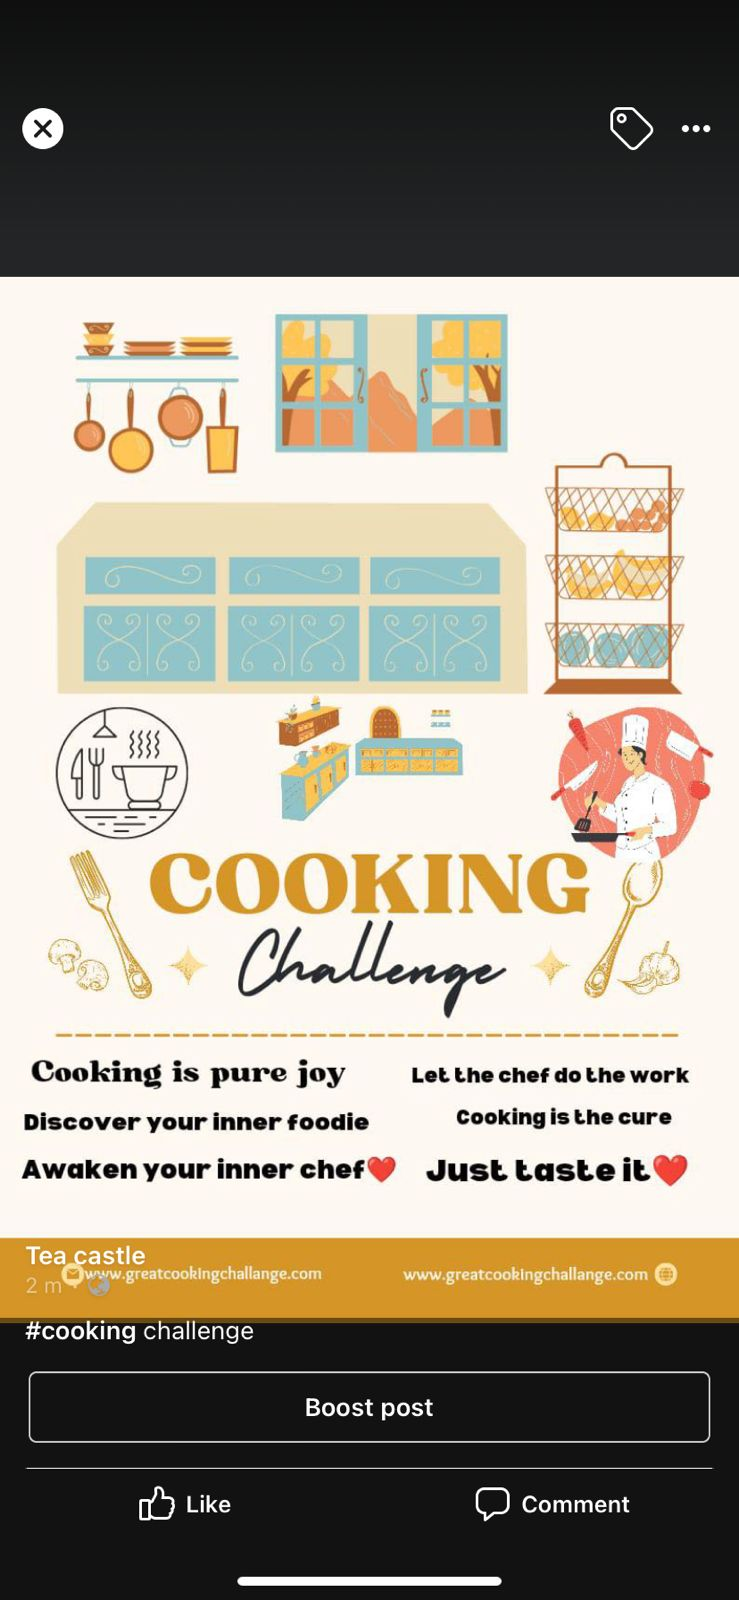 COOKING
Challenge
Cooking is pure joy
Let the chef do the work
Discover your inner foodie
Cooking is the cure
Awaken your inner chef❤️
Just taste it❤️
Tea castle
2 m
www.greatcookingchallange.com
www.greatcookingchallange.com
#cooking challenge
Boost post
Like
Comment